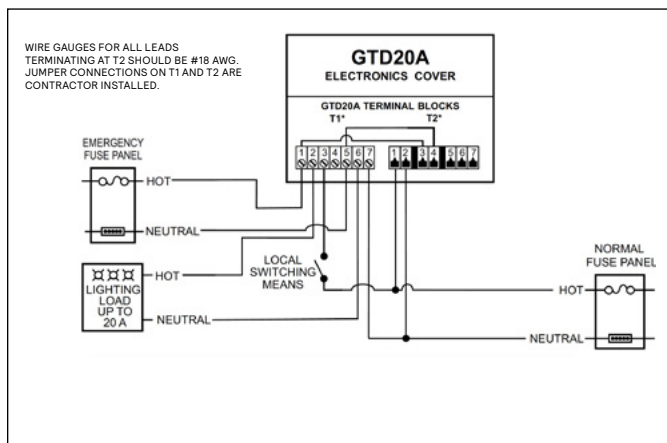 WIRE GAUGES FOR ALL LEADS
TERMINATING AT T2 SHOULD BE #18 AWG.
JUMPER CONNECTIONS ON T1 AND T2 ARE
CONTRACTOR INSTALLED.
GTD20A
ELECTRONICS COVER
GTD20A TERMINAL BLOCKS
T1* T2*
1 2 3 4 5 6 7 1 2 3 4 5 6 7
EMERGENCY
FUSE PANEL
HOT
NEUTRAL
HOT
LIGHTING
LOAD
UP TO
20 A
NEUTRAL
LOCAL
SWITCHING
MEANS
NORMAL
FUSE PANEL
HOT
NEUTRAL